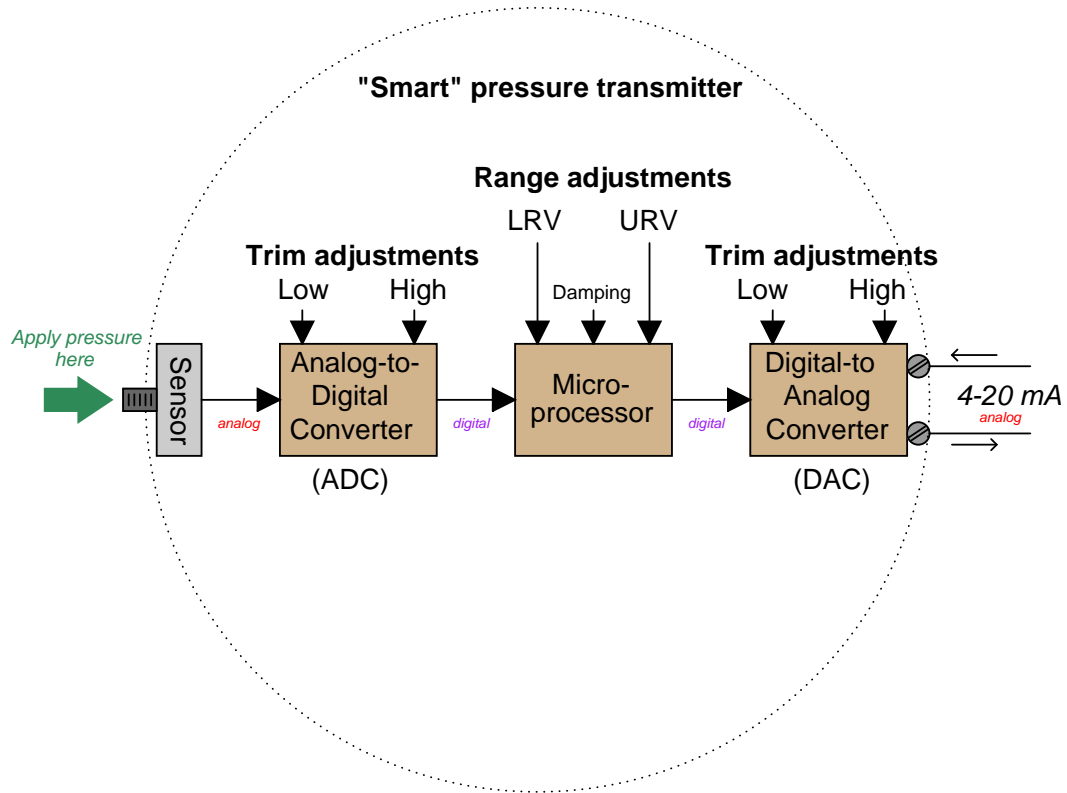 "Smart" pressure transmitter
Range adjustments
LRV URV
Trim adjustments
Low High
Damping
Trim adjustments
Low High
Apply pressure
here
Sensor
analog
Analog-to-
Digital
Converter
(ADC)
digital
Micro-
processor
digital
Digital-to
Analog
Converter
(DAC)
4-20 mA
analog